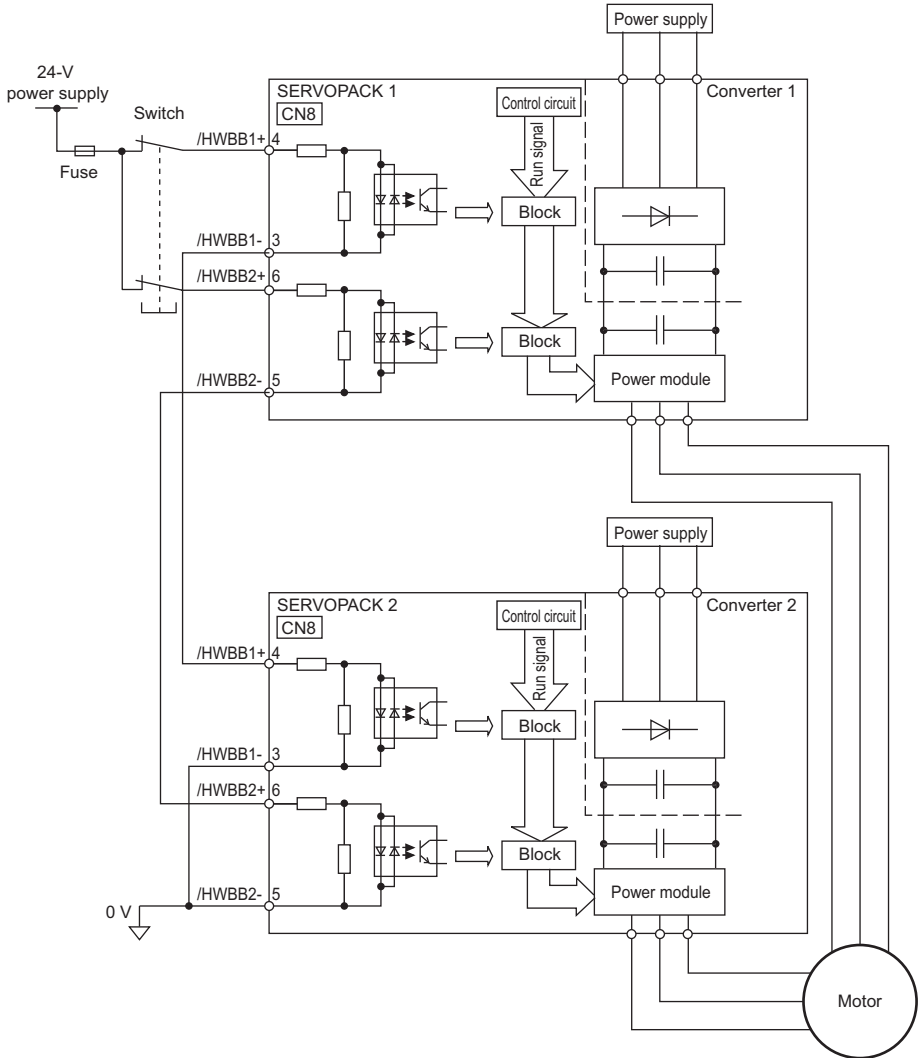 Power supply
24-V
power supply
Switch
Fuse
SERVOPACK 1
CN8
Control circuit
Converter 1
/HWBB1+ 4
Run signal
Block
/HWBB1- 3
/HWBB2+ 6
Block
/HWBB2- 5
Power module
Power supply
SERVOPACK 2
CN8
Control circuit
Converter 2
/HWBB1+ 4
Run signal
Block
/HWBB1- 3
/HWBB2+ 6
Block
/HWBB2- 5
Power module
0 V
Motor